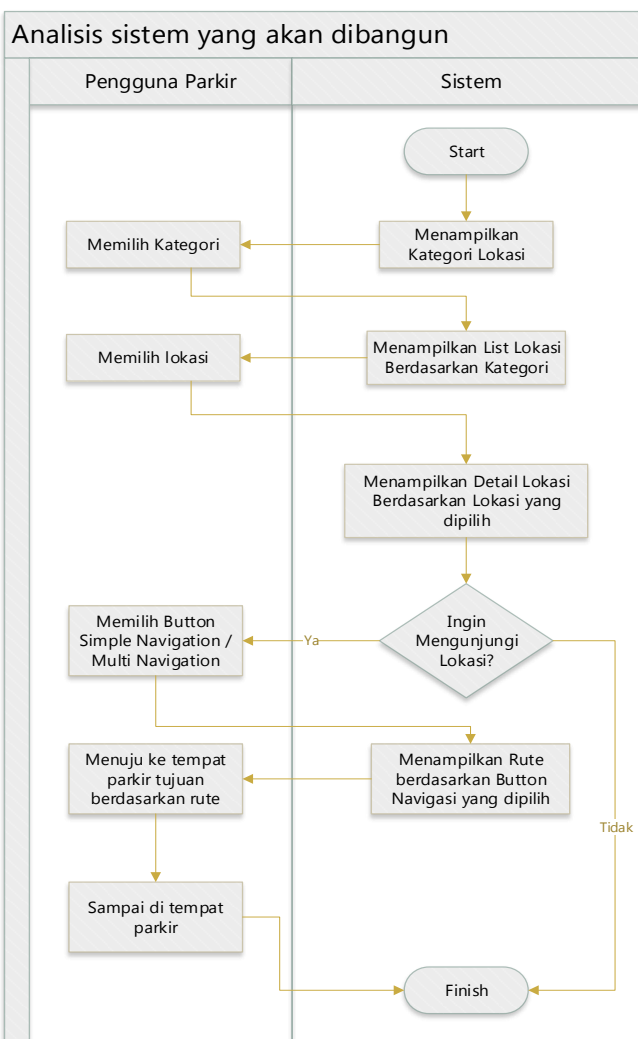 Analisis sistem yang akan dibangun
Pengguna Parkir
Sistem
Start
Menampilkan
Kategori Lokasi
Memilih Kategori
Menampilkan List Lokasi
Berdasarkan Kategori
Memilih lokasi
Menampilkan Detail Lokasi
Berdasarkan Lokasi yang
dipilih
Ingin
Mengunjungi
Lokasi?
Ya
Memilih Button
Simple Navigation /
Multi Navigation
Menampilkan Rute
berdasarkan Button
Navigasi yang dipilih
Menuju ke tempat
parkir tujuan
berdasarkan rute
Tidak
Sampai di tempat
parkir
Finish